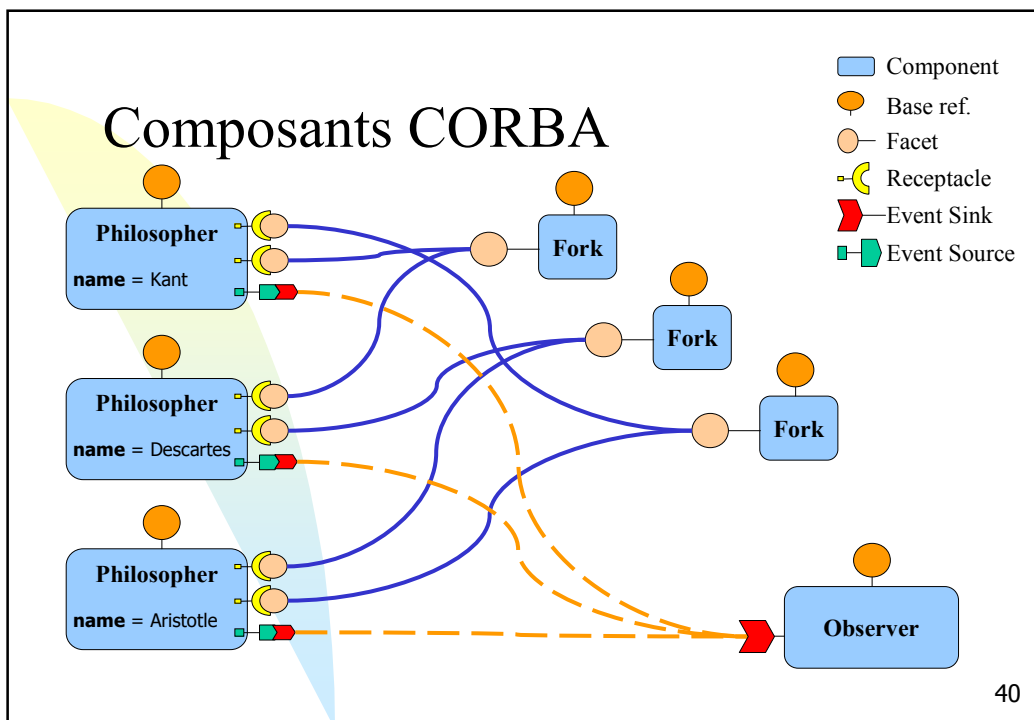 Composants CORBA
Component
Base ref.
Facet
Receptacle
Event Sink
Event Source
Philosopher
name = Kant
Fork
Fork
Philosopher
name = Descartes
Fork
Philosopher
name = Aristotle
Observer
40